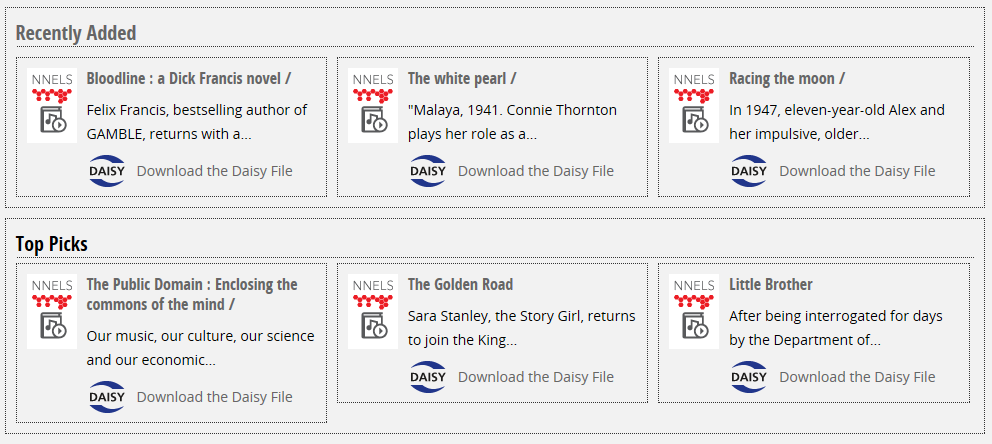 Recently Added
NNELS
Bloodline : a Dick Francis novel /
Felix Francis, bestselling author of
GAMBLE, returns with a...
DAISY
Download the Daisy File
NNELS
The white pearl /
"Malaya, 1941. Connie Thornton
plays her role as a...
DAISY
Download the Daisy File
NNELS
Racing the moon /
In 1947, eleven-year-old Alex and
her impulsive, older...
DAISY
Download the Daisy File
Top Picks
NNELS
The Public Domain : Enclosing the
commons of the mind /
Our music, our culture, our science
and our economic...
DAISY
Download the Daisy File
NNELS
The Golden Road
Sara Stanley, the Story Girl, returns
to join the King...
DAISY
Download the Daisy File
NNELS
Little Brother
After being interrogated for days
by the Department of...
DAISY
Download the Daisy File